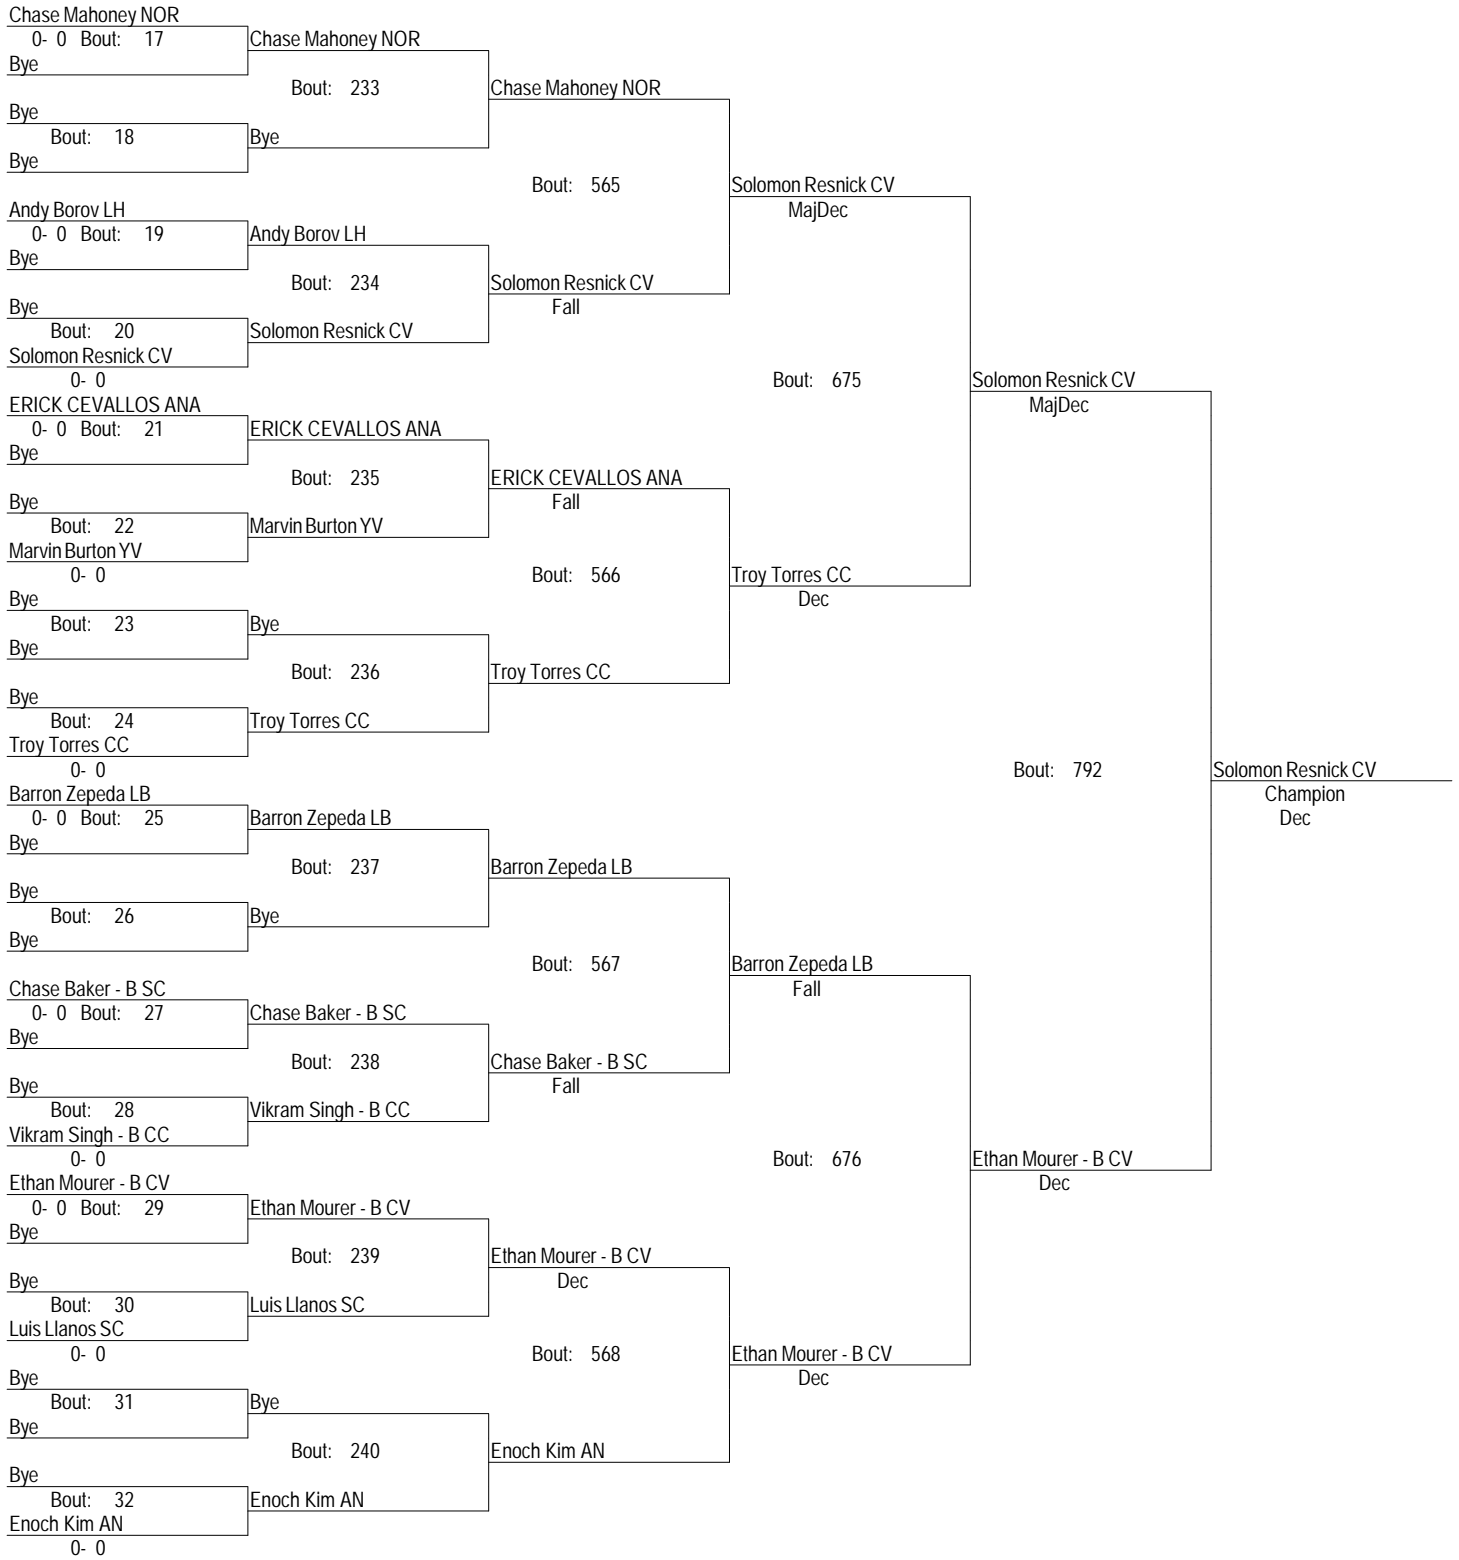 Chase Mahoney NOR
0- 0 Bout: 17 Chase Mahoney NOR
Bye
Bout: 233 Chase Mahoney NOR
Bye
Bout: 18 Bye
Bye
Bout: 565 Solomon Resnick CV
Andy Borov LH MajDec
0- 0 Bout: 19 Andy Borov LH
Bye
Bout: 234 Solomon Resnick CV
Bye Fall
Bout: 20 Solomon Resnick CV
Solomon Resnick CV
0- 0 Bout: 675 Solomon Resnick CV
ERICK CEVALLOS ANA MajDec
0- 0 Bout: 21 ERICK CEVALLOS ANA
Bye
Bout: 235 ERICK CEVALLOS ANA
Bye Fall
Bout: 22 Marvin Burton YV
Marvin Burton YV
0- 0 Bout: 566 Troy Torres CC
Bye Dec
Bout: 23 Bye
Bye
Bout: 236 Troy Torres CC
Bye
Bout: 24 Troy Torres CC
Troy Torres CC
0- 0 Bout: 792 Solomon Resnick CV
Barron Zepeda LB Champion
0- 0 Bout: 25 Barron Zepeda LB Dec
Bye
Bout: 237 Barron Zepeda LB
Bye
Bout: 26 Bye
Bye
Bout: 567 Barron Zepeda LB
Chase Baker - B SC Fall
0- 0 Bout: 27 Chase Baker - B SC
Bye
Bout: 238 Chase Baker - B SC
Bye Fall
Bout: 28 Vikram Singh - B CC
Vikram Singh - B CC
0- 0 Bout: 676 Ethan Mourer - B CV
Ethan Mourer - B CV Dec
0- 0 Bout: 29 Ethan Mourer - B CV
Bye
Bout: 239 Ethan Mourer - B CV
Bye Dec
Bout: 30 Luis Llanos SC
Luis Llanos SC
0- 0 Bout: 568 Ethan Mourer - B CV
Bye Dec
Bout: 31 Bye
Bye
Bout: 240 Enoch Kim AN
Bye
Bout: 32 Enoch Kim AN
Enoch Kim AN
0- 0